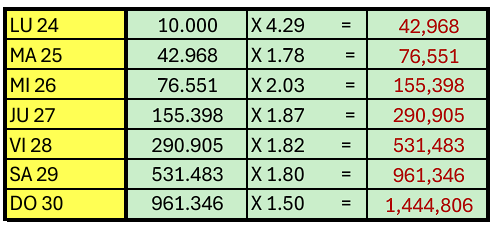 LU 24 10.000 X 4.29 = 42,968
MA 25 42.968 X 1.78 = 76,551
MI 26 76.551 X 2.03 = 155,398
JU 27 155.398 X 1.87 = 290,905
VI 28 290.905 X 1.82 = 531,483
SA 29 531.483 X 1.80 = 961,346
DO 30 961.346 X 1.50 = 1,444,806